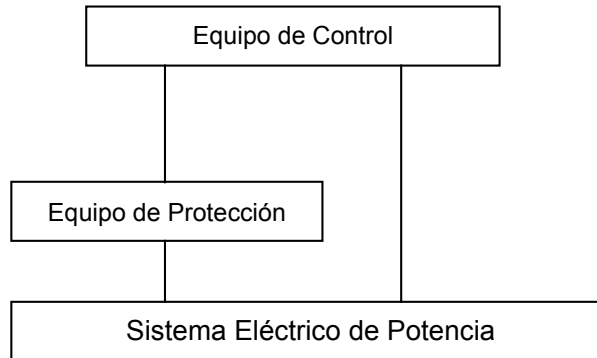 Equipo de Control
Equipo de Protección
Sistema Eléctrico de Potencia